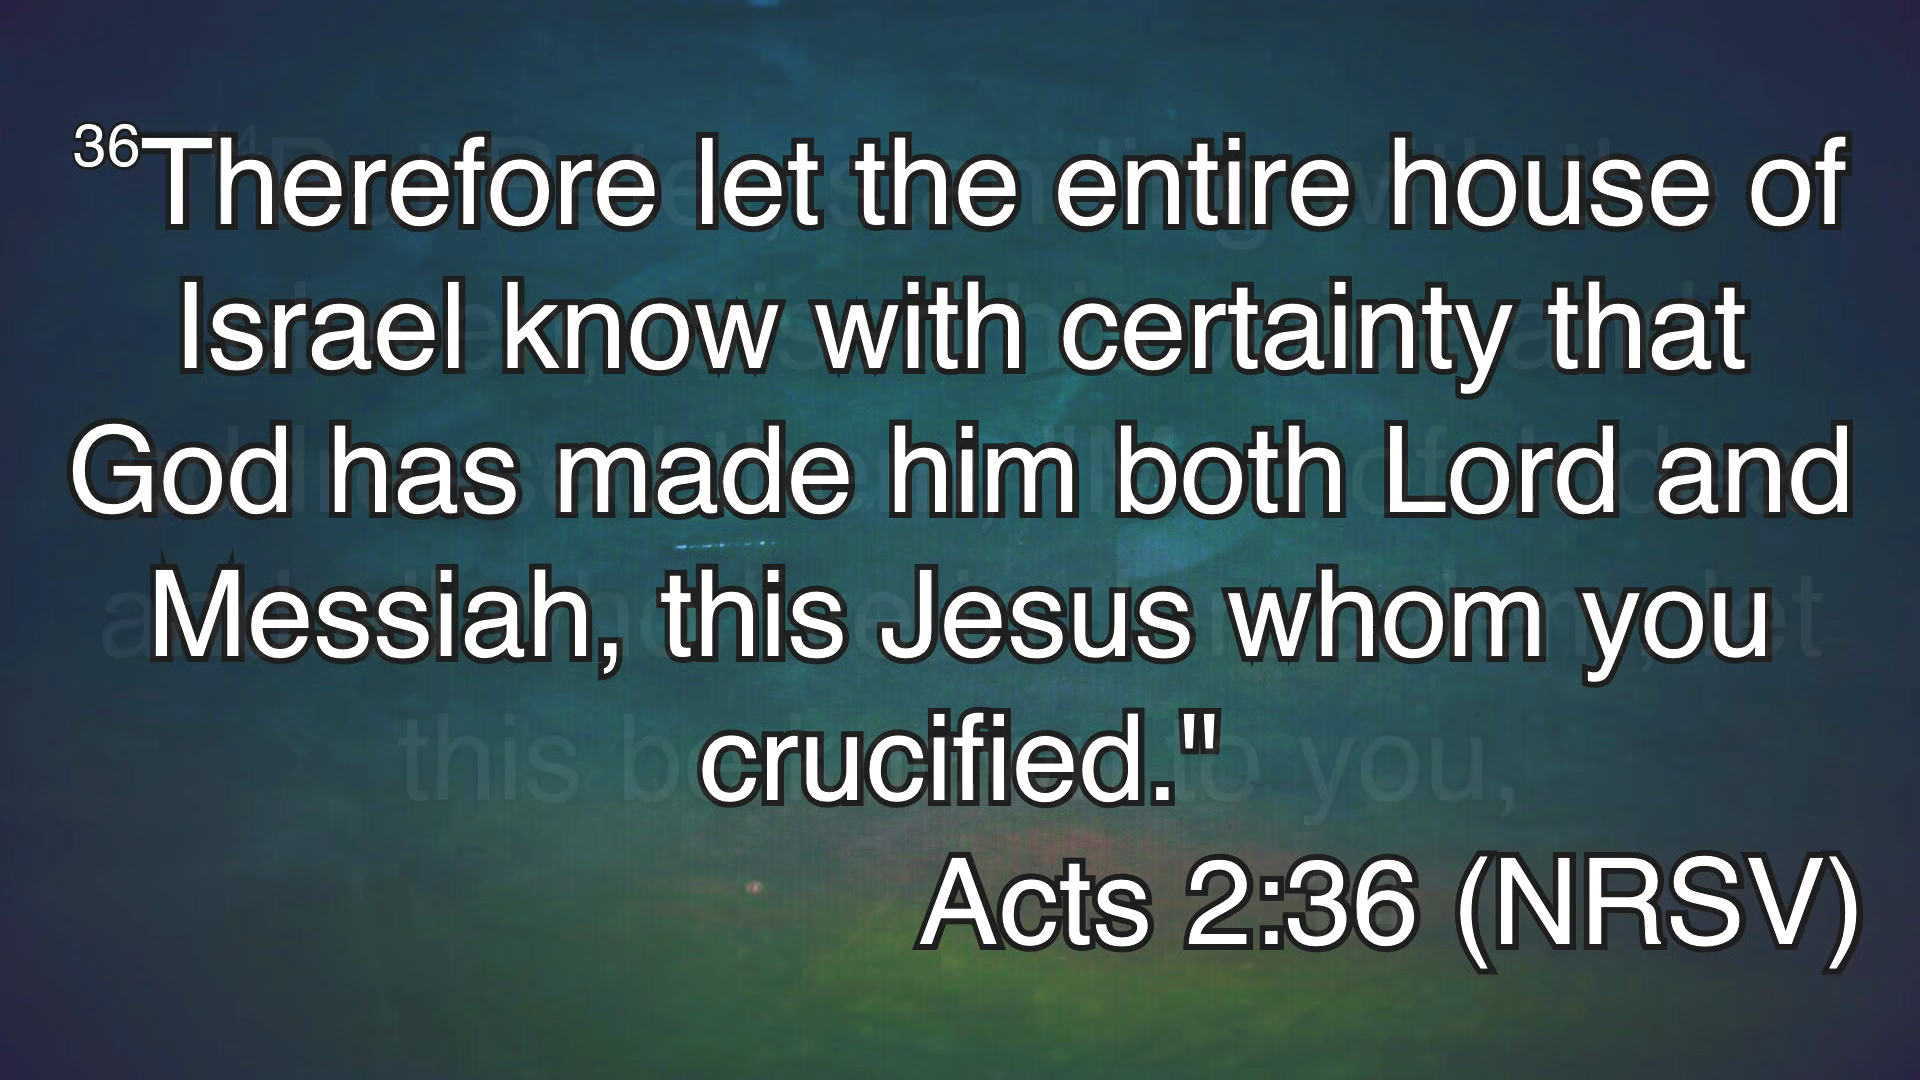 36Therefore let the entire house of
Israel know with certainty that
God has made him both Lord and
Messiah, this Jesus whom you
crucified."
Acts 2:36 (NRSV)